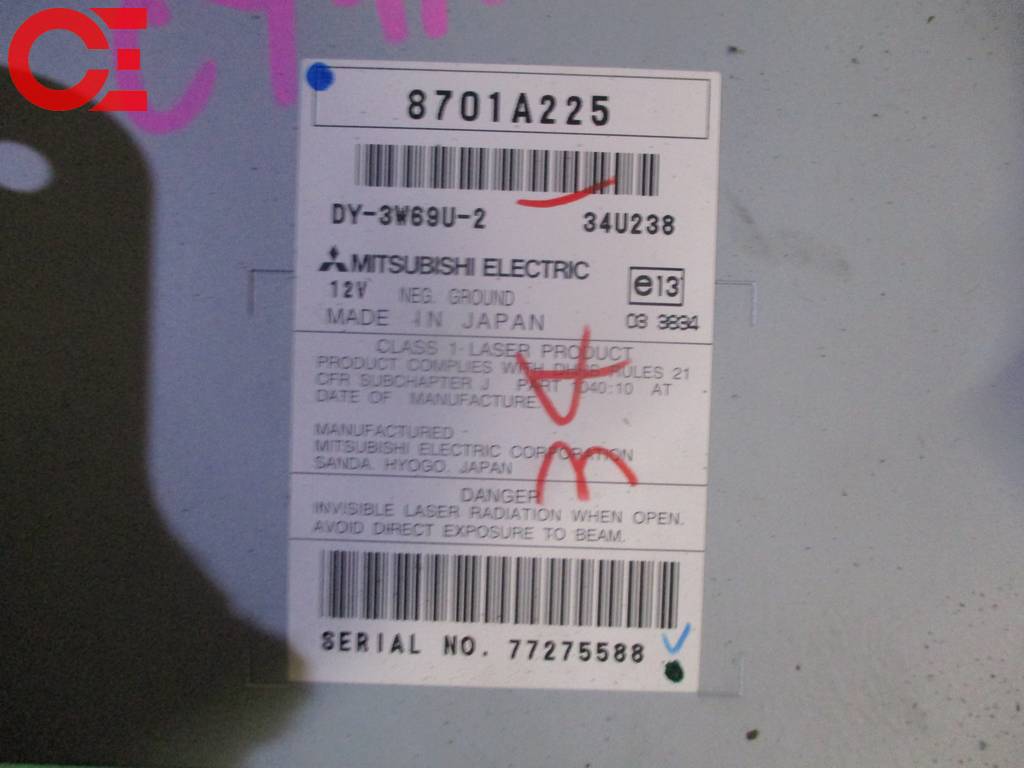 CE
8701A225
DY-3W69U-2 34U238
MITSUBISHI ELECTRIC
12V NEG. GROUND e13
MADE IN JAPAN 03 3834
CLASS 1 LASER PRODUCT
PRODUCT COMPLIES WITH DHHS RULES 21
CFR SUBCHAPTER J PART 1040:10 AT
DATE OF MANUFACTURE.
MANUFACTURED
MITSUBISHI ELECTRIC CORPORATION
SANDA. HYOGO. JAPAN
DANGER
INVISIBLE LASER RADIATION WHEN OPEN.
AVOID DIRECT EXPOSURE TO BEAM.
SERIAL NO. 77275588